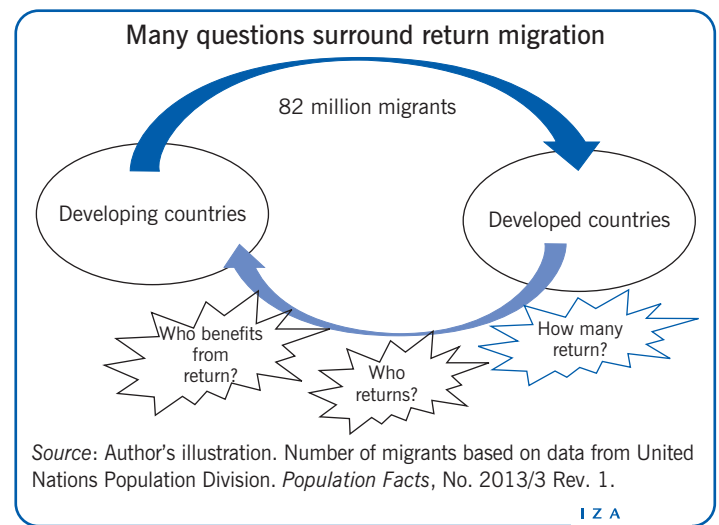 Many questions surround return migration
82 million migrants
Developing countries
Developed countries
Who benefits
from
return?
Who
returns?
How many
return?
Source: Author's illustration. Number of migrants based on data from United
Nations Population Division. Population Facts, No. 2013/3 Rev. 1.
I Z A